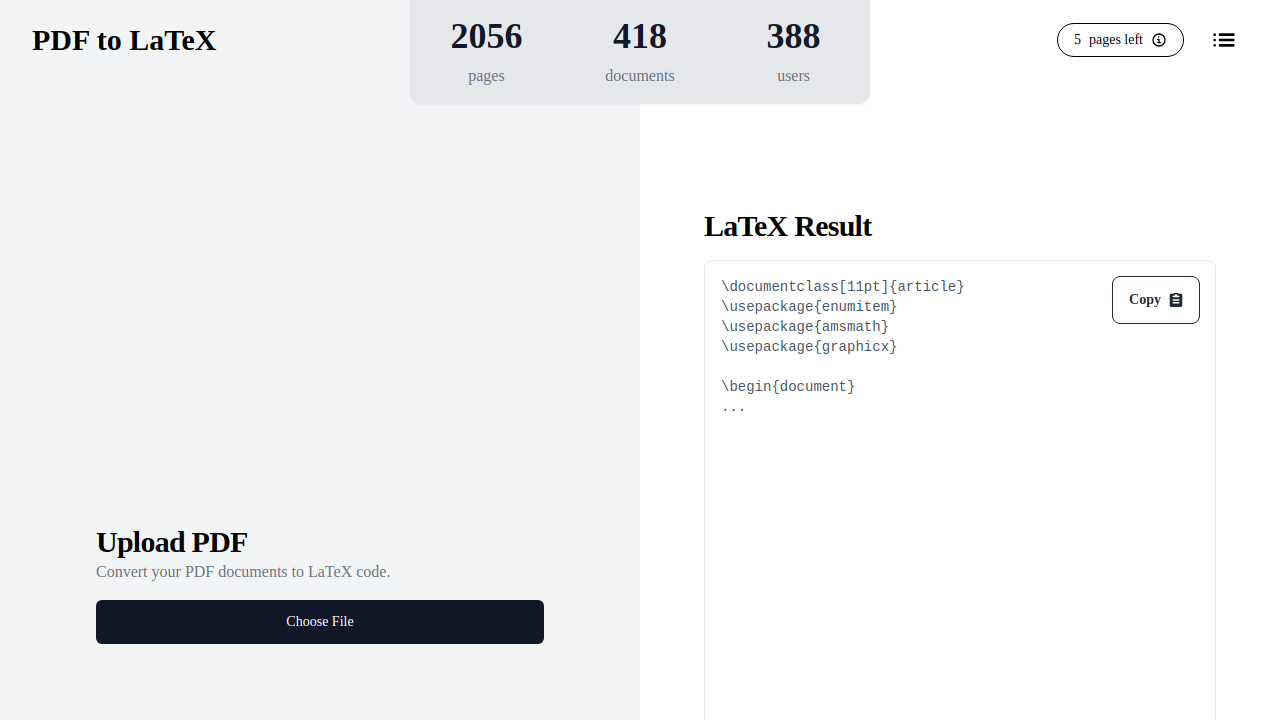 PDF to LaTeX
2056
pages
418
documents
388
users
5 pages left
Upload PDF
Convert your PDF documents to LaTeX code.
Choose File
LaTeX Result
Copy
\documentclass[11pt]{article}
\usepackage{enumitem}
\usepackage{amsmath}
\usepackage{graphicx}
\begin{document}
...